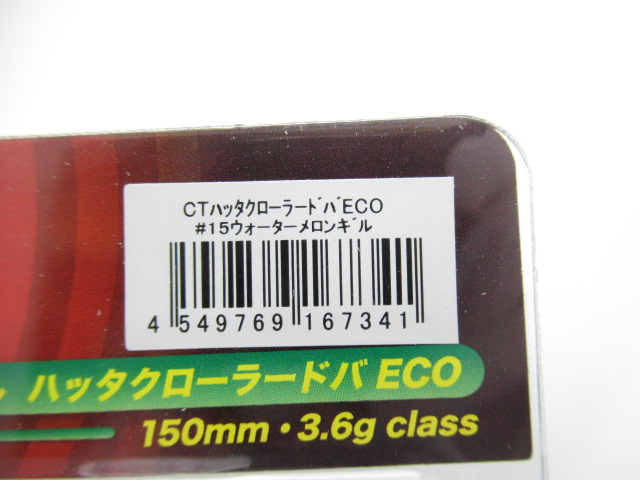 CTﾊｯﾀｸﾛｰﾗｰﾄﾞﾊﾞECO
#15ｳｫｰﾀｰﾒﾛﾝｷﾞﾙ
4 549769 167341
ハッタクローラードバ ECO
150mm・3.6g class